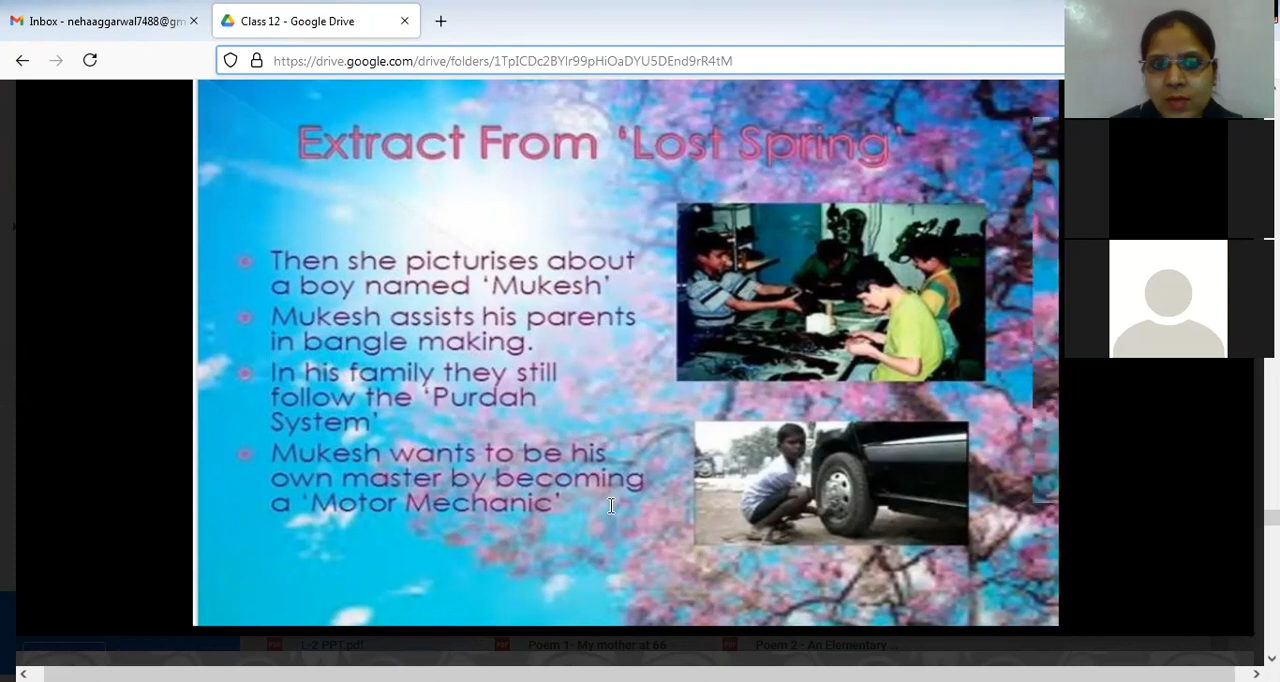 Inbox - nehaaggarwal7488@gm
Class 12 - Google Drive
https://drive.google.com/drive/folders/1TpICDc2BYlr99pHiOaDYU5DEnd9rR4tM
Extract From 'Lost Spring'
Then she picturises about
a boy named 'Mukesh'
Mukesh assists his parents
in bangle making.
In his family they still
follow the 'Purdah
System'
Mukesh wants to be his
own master by becoming
a 'Motor Mechanic'
L-2 PPT.pdf
Poem 1- My mother at 66
Poem 2 - An Elementary ...